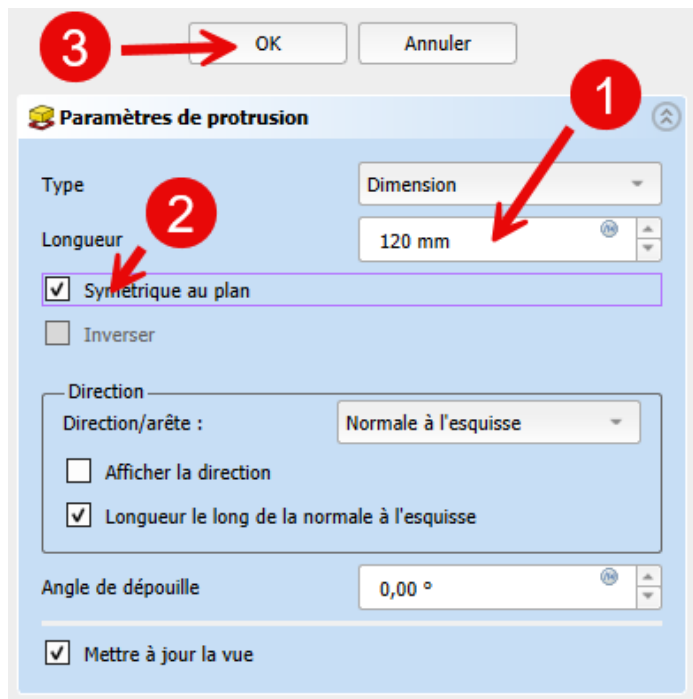 3
OK
Annuler
1
Paramètres de protrusion
Type
Dimension
2
Longueur
120 mm
Symétrique au plan
Inverser
Direction
Direction/arête :
Normale à l'esquisse
Afficher la direction
Longueur le long de la normale à l'esquisse
Angle de dépouille
0,00 °
Mettre à jour la vue